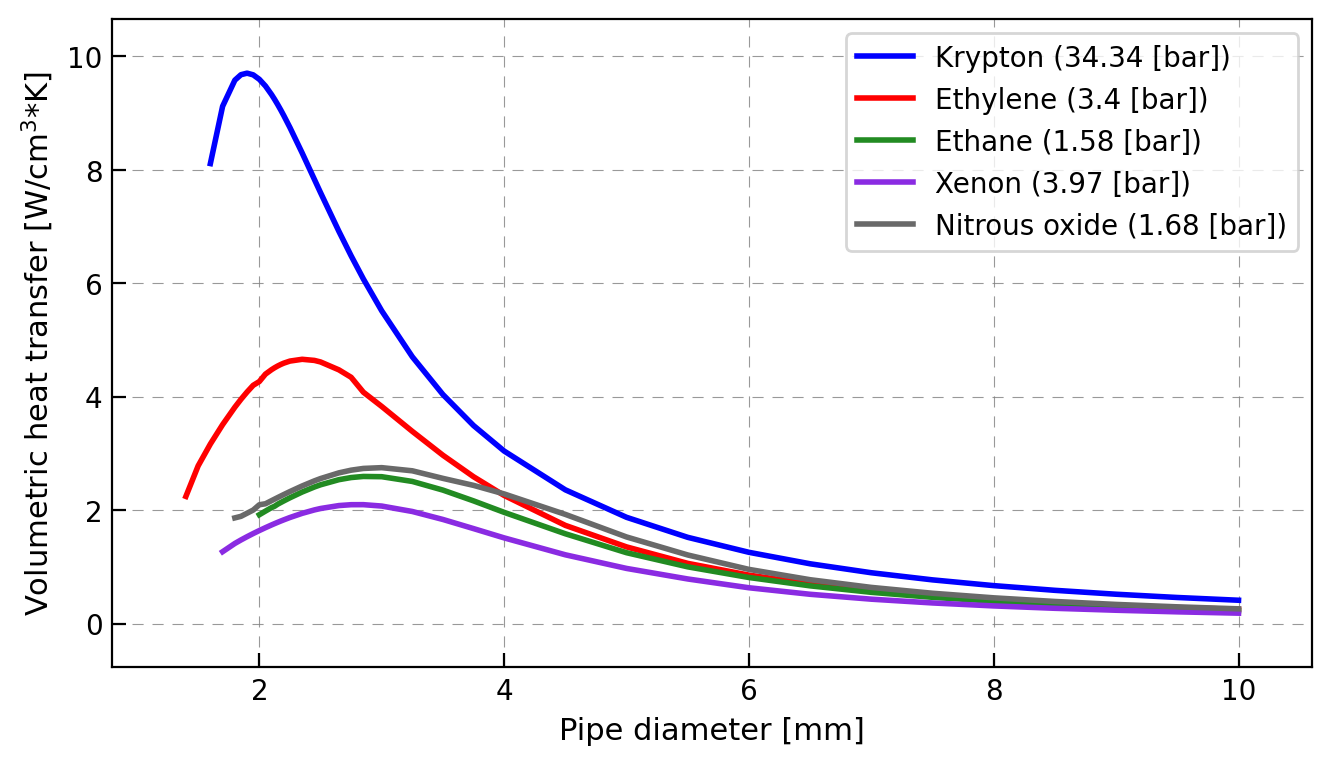 Volumetric heat transfer [W/cm³*K]
10
8
6
4
2
0
Krypton (34.34 [bar])
Ethylene (3.4 [bar])
Ethane (1.58 [bar])
Xenon (3.97 [bar])
Nitrous oxide (1.68 [bar])
2 4 6 8 10
Pipe diameter [mm]